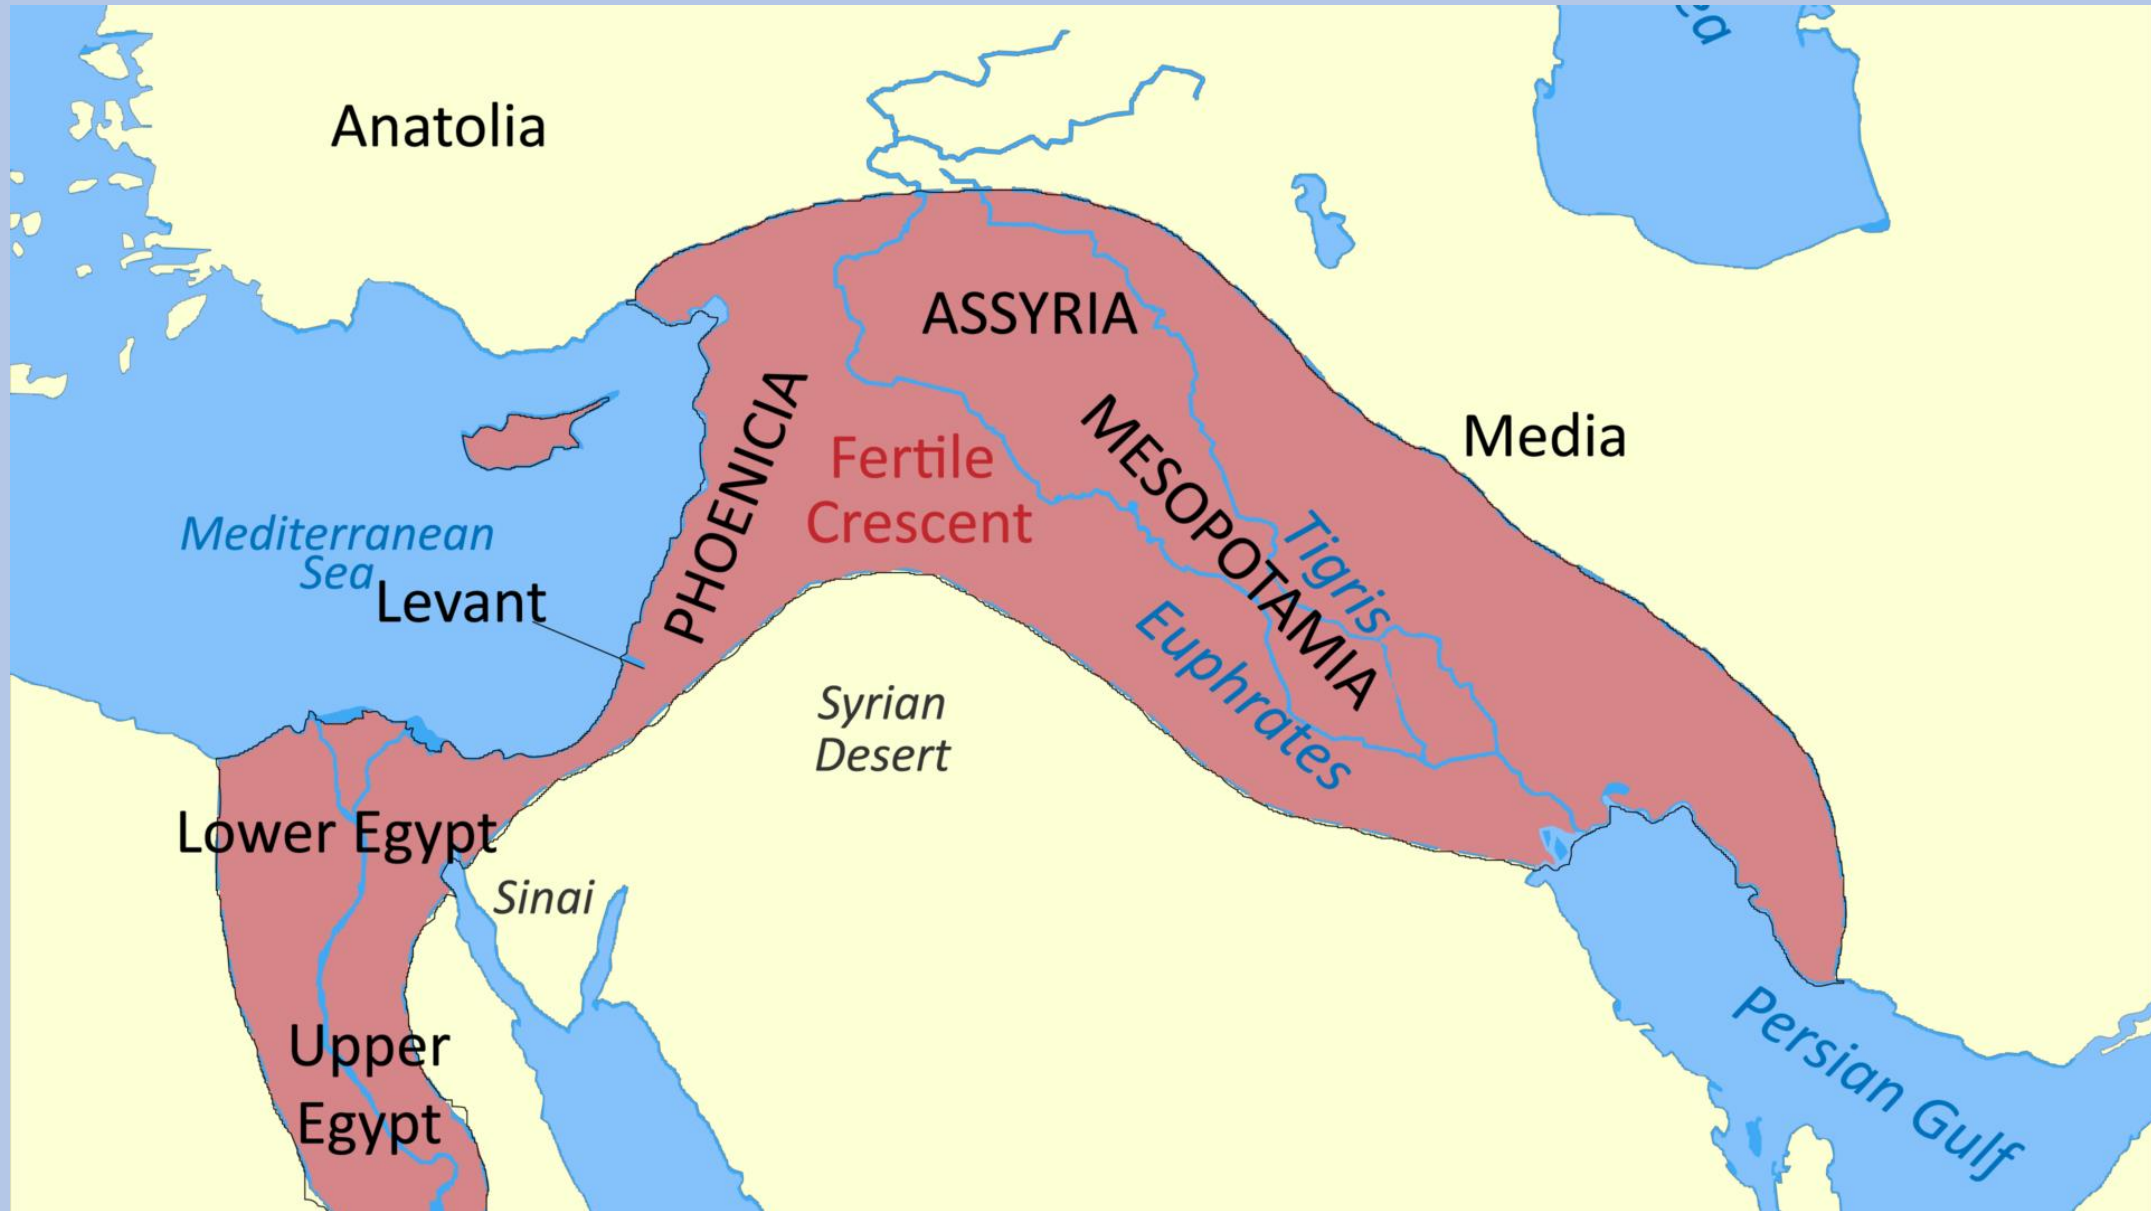 ea
Anatolia
ASSYRIA
MESOPOTAMIA
Media
PHOENICIA
Fertile
Crescent
Mediterranean
Sea
Levant
Tigris
Euphrates
Syrian
Desert
Lower Egypt
Sinai
Upper
Egypt
Persian Gulf